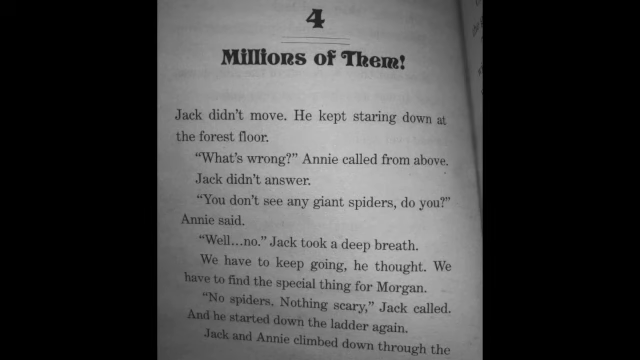 4
Millions of Them!
Jack didn't move. He kept staring down at
the forest floor.
“What's wrong?” Annie called from above.
Jack didn't answer.
“You don't see any giant spiders, do you?”
Annie said.
“Well...no.” Jack took a deep breath.
We have to keep going, he thought. We
have to find the special thing for Morgan.
“No spiders. Nothing scary,” Jack called.
And he started down the ladder again.
Jack and Annie climbed down through the